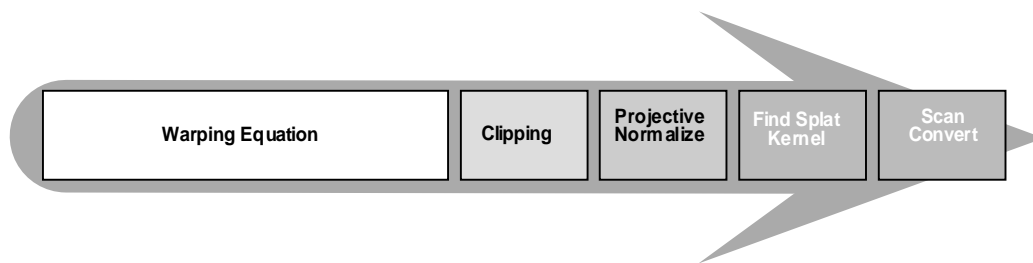 Warping Equation
Clipping
Projective
Normalize
Find Splat
Kernel
Scan
Convert